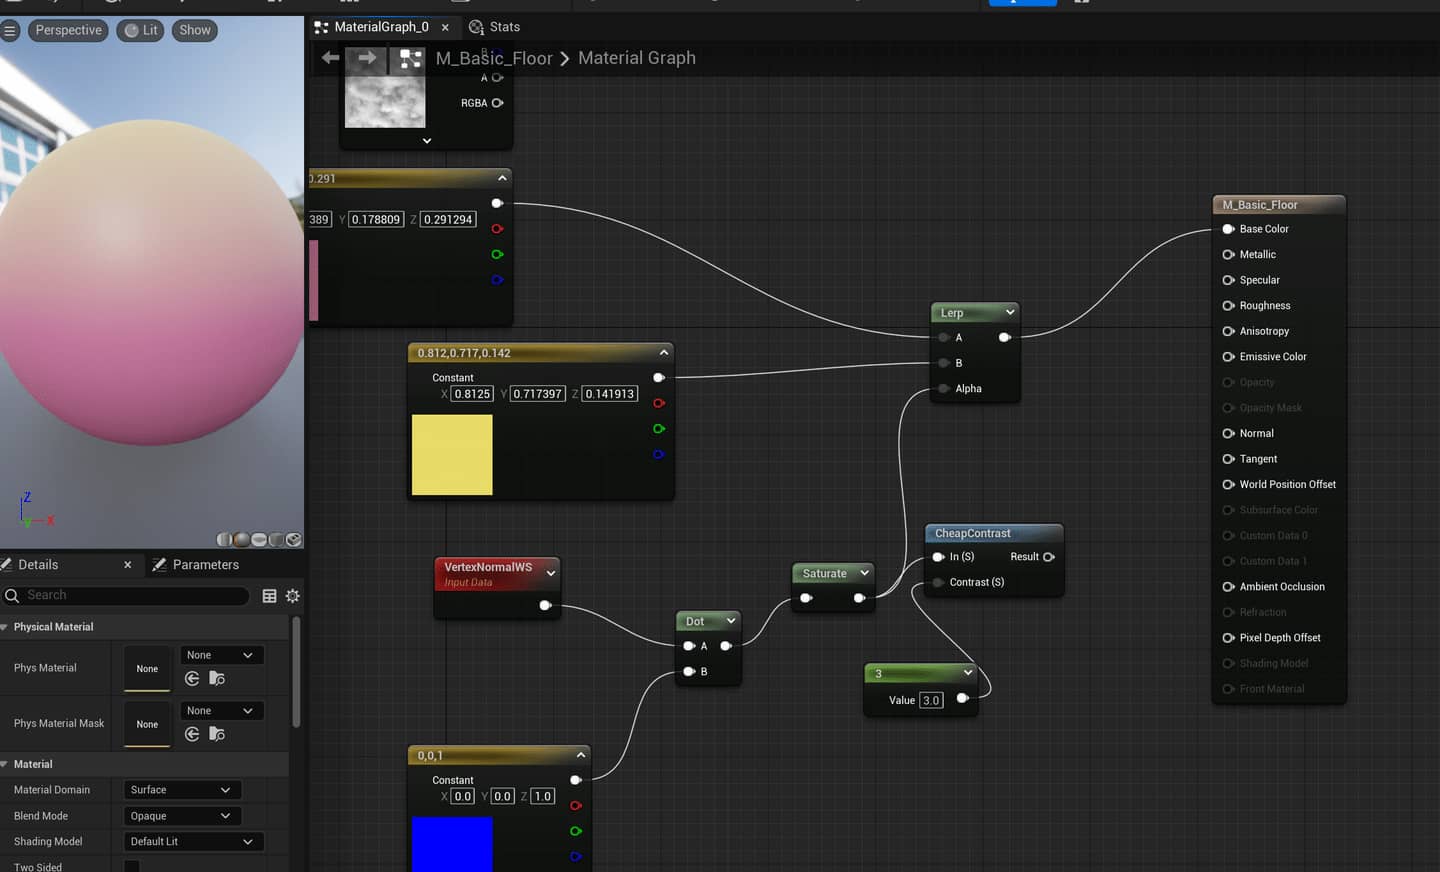 Perspective
Lit
Show
MaterialGraph_0
Stats
M_Basic_Floor > Material Graph
B
A
RGBA
0.291
389 Y 0.178809 Z 0.291294
0.812,0.717,0.142
Constant
X 0.8125 Y 0.717397 Z 0.141913
Lerp
A
B
Alpha
M_Basic_Floor
Base Color
Metallic
Specular
Roughness
Anisotropy
Emissive Color
Opacity
Opacity Mask
Normal
Tangent
World Position Offset
Subsurface Color
Custom Data 0
Custom Data 1
Ambient Occlusion
Refraction
Pixel Depth Offset
Shading Model
Front Material
VertexNormalWS
Input Data
Dot
A
B
Saturate
CheapContrast
In (S) Result
Contrast (S)
3
Value 3.0
0,0,1
Constant
X 0.0 Y 0.0 Z 1.0
Z
Y
X
Details
Parameters
Search
Physical Material
Phys Material None None
Phys Material Mask None None
Material
Material Domain Surface
Blend Mode Opaque
Shading Model Default Lit
Two Sided